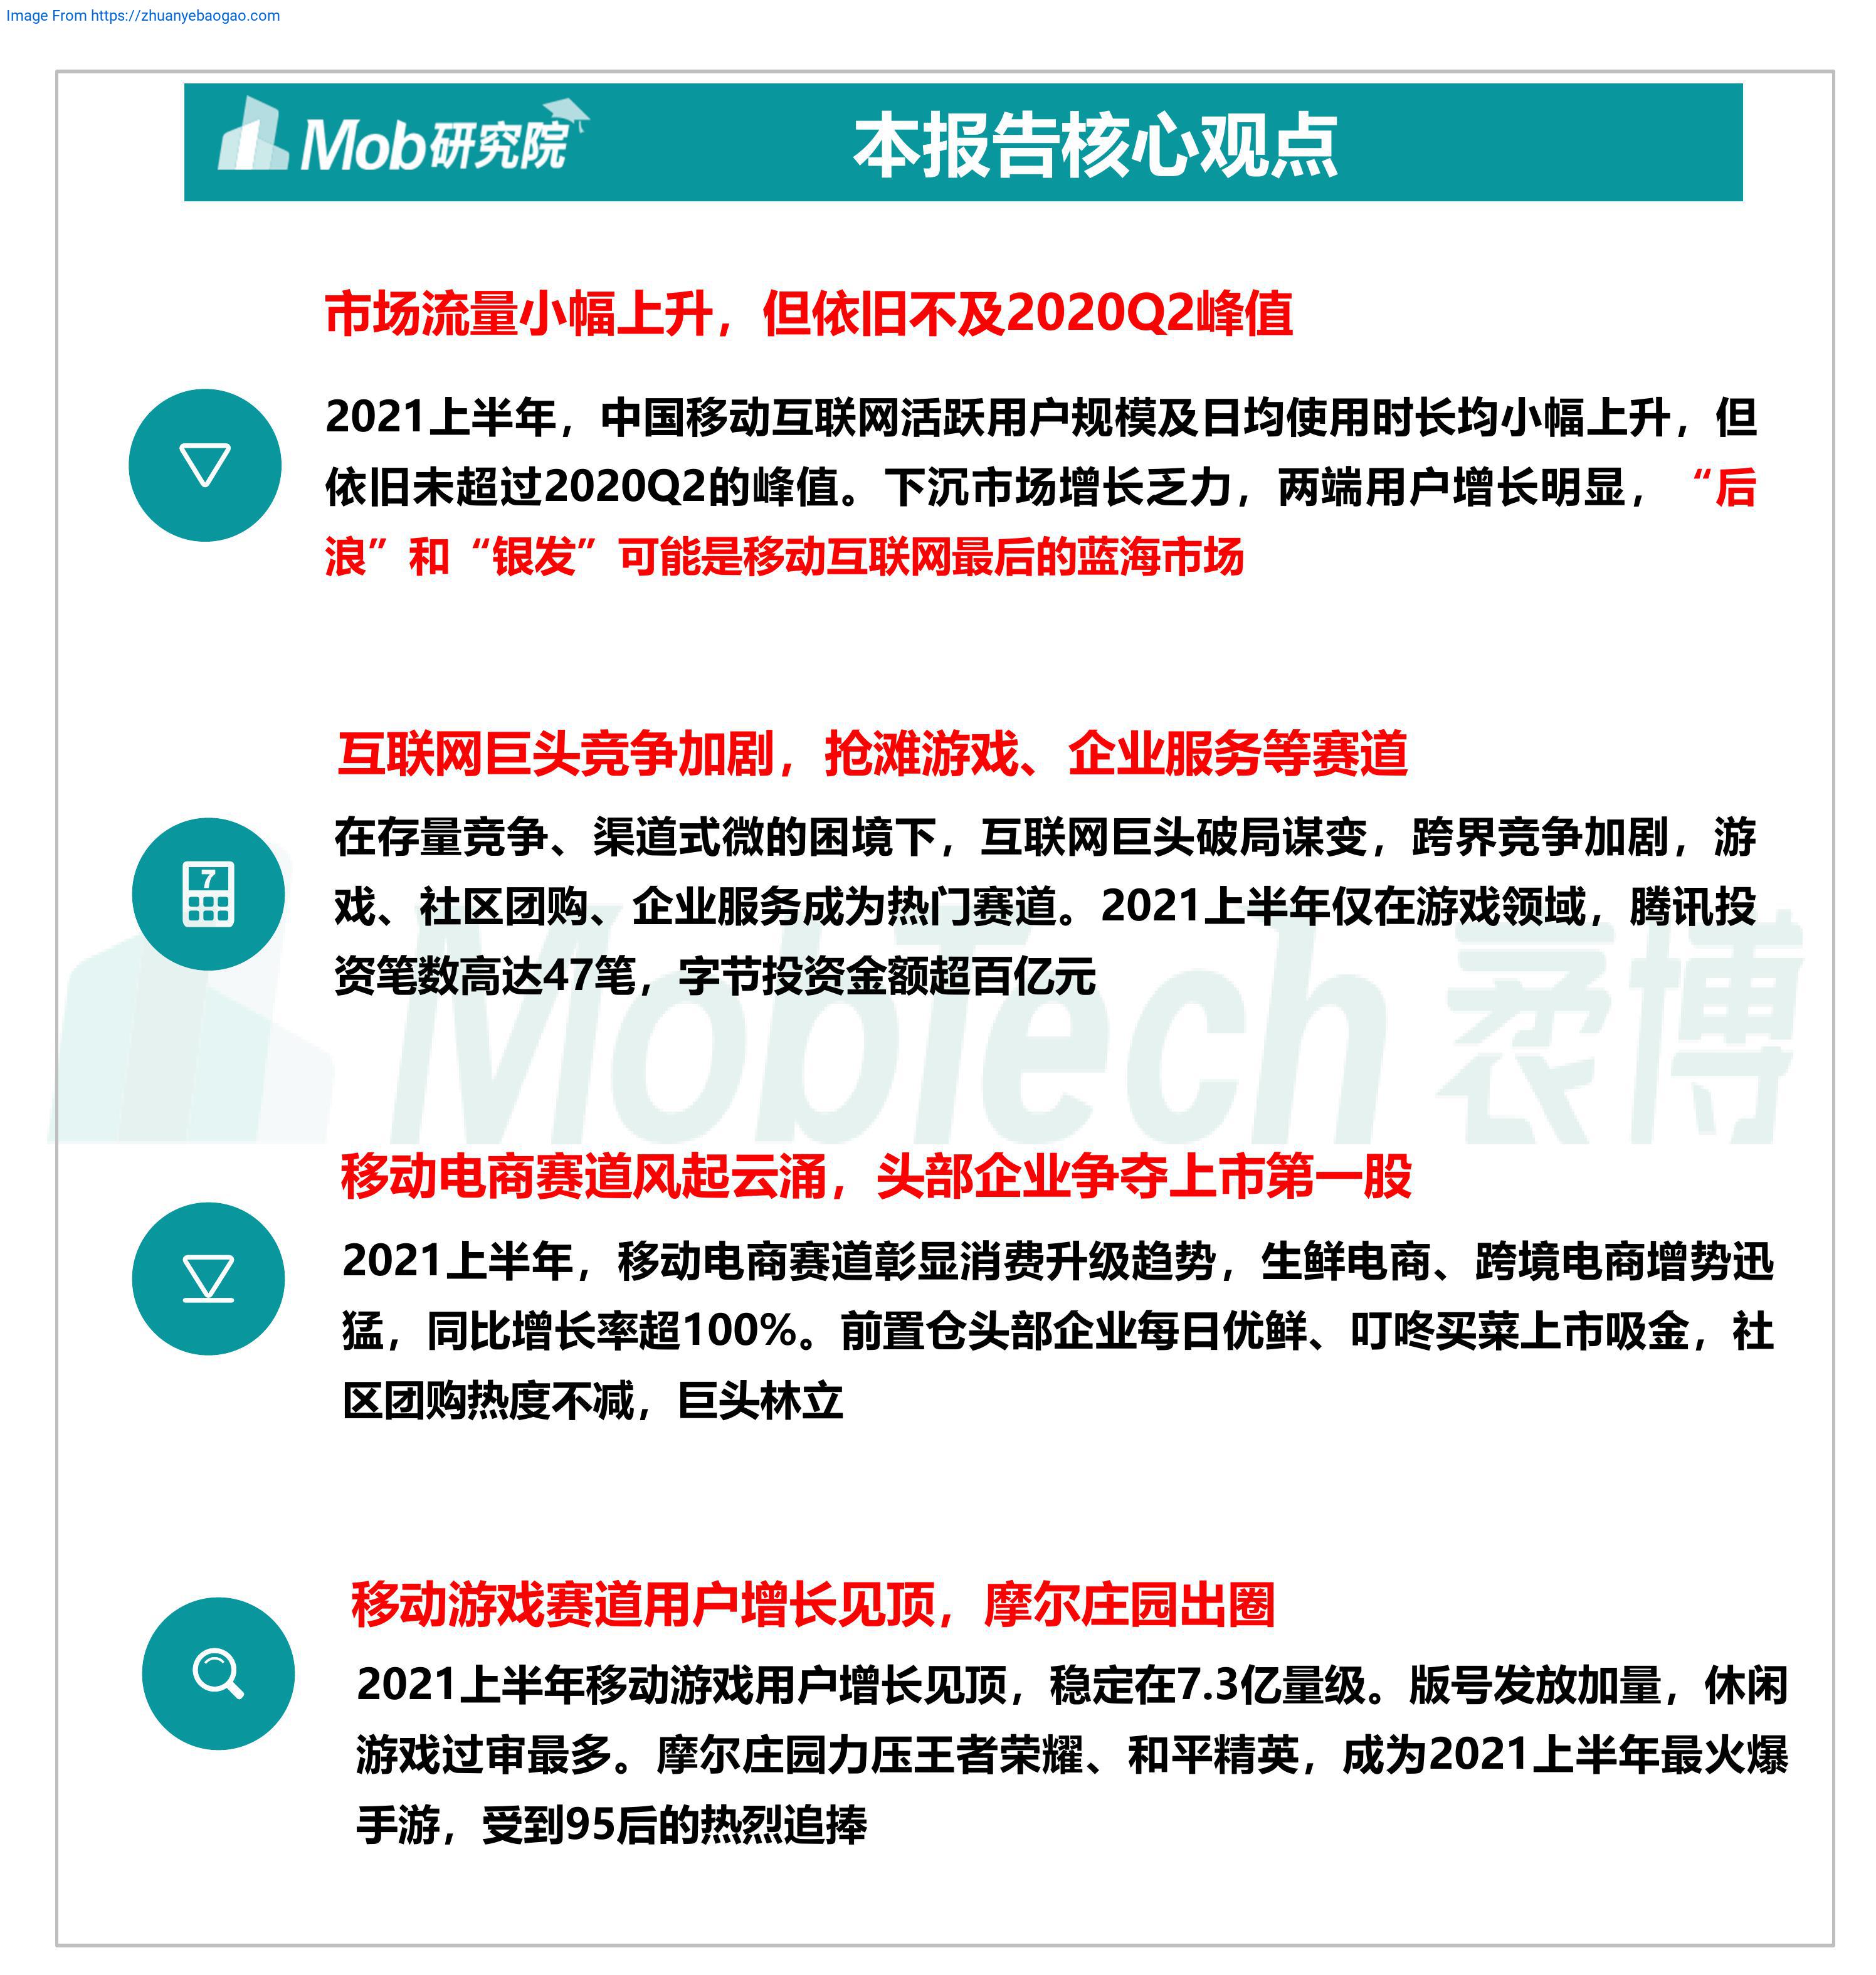 Image From https://zhuanyebaogao.com
Mob研究院
本报告核心观点
市场流量小幅上升，但依旧不及2020Q2峰值
2021上半年，中国移动互联网活跃用户规模及日均使用时长均小幅上升，但
依旧未超过2020Q2的峰值。下沉市场增长乏力，两端用户增长明显，“后
浪”和“银发”可能是移动互联网最后的蓝海市场
互联网巨头竞争加剧，抢滩游戏、企业服务等赛道
在存量竞争、渠道式微的困境下，互联网巨头破局谋变，跨界竞争加剧，游
7
戏、社区团购、企业服务成为热门赛道。2021上半年仅在游戏领域，腾讯投
资笔数高达47笔，字节投资金额超百亿元
MobTech 袤博
移动电商赛道风起云涌，头部企业争夺上市第一股
2021上半年，移动电商赛道彰显消费升级趋势，生鲜电商、跨境电商增势迅
猛，同比增长率超100%。前置仓头部企业每日优鲜、叮咚买菜上市吸金，社
区团购热度不减，巨头林立
移动游戏赛道用户增长见顶，摩尔庄园出圈
2021上半年移动游戏用户增长见顶，稳定在7.3亿量级。版号发放加量，休闲
游戏过审最多。摩尔庄园力压王者荣耀、和平精英，成为2021上半年最火爆
手游，受到95后的热烈追捧